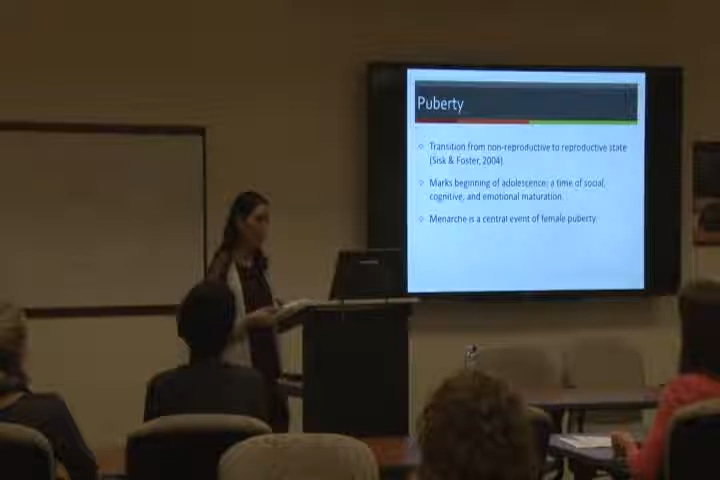 Puberty
Transition from non-reproductive to reproductive state
(Sisk & Foster, 2004)
Marks beginning of adolescence; a time of social,
cognitive, and emotional maturation.
Menarche is a central event of female puberty.